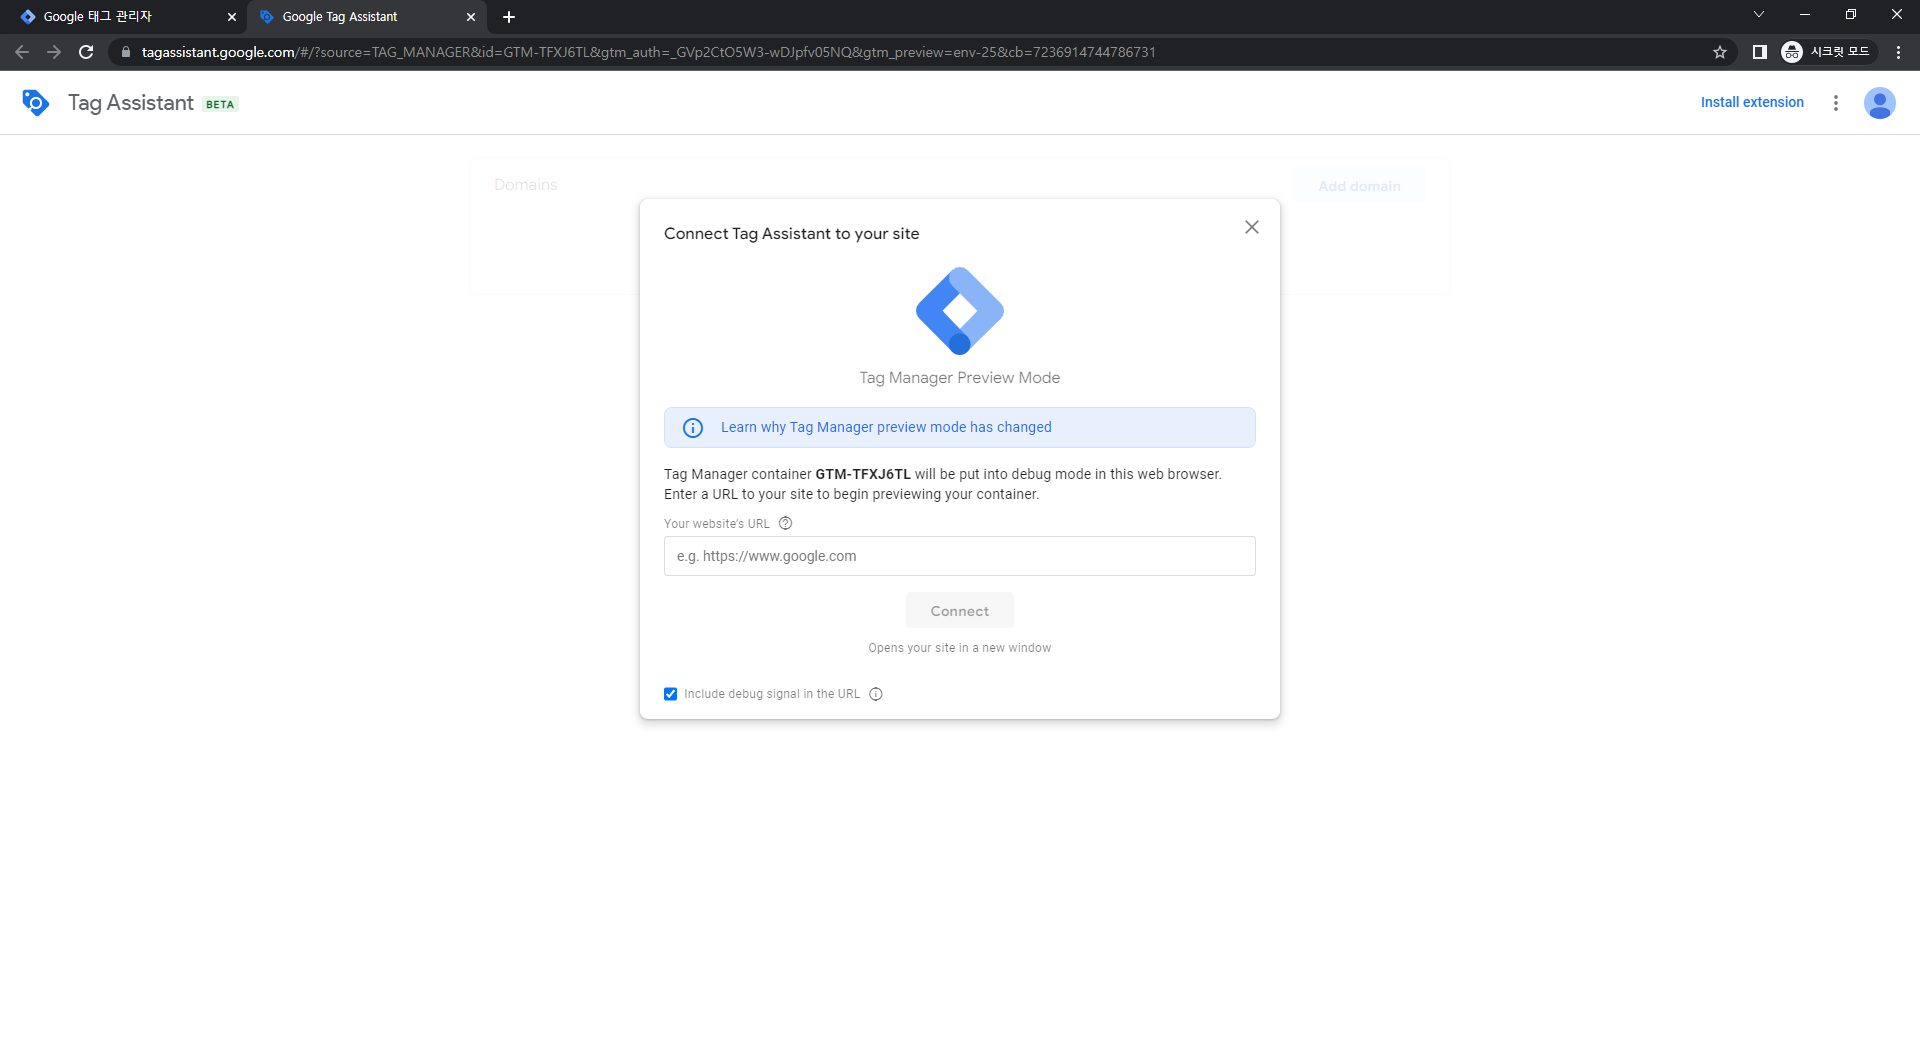 Google 태그 관리자
Google Tag Assistant
tagassistant.google.com/#/?source=TAG_MANAGER&id=GTM-TFXJ6TL&gtm_auth=_GVp2CtO5W3-wDJpfv05NQ&gtm_preview=env-25&cb=7236914744786731
시크릿 모드
Tag Assistant BETA
Install extension
Domains
Add domain
Connect Tag Assistant to your site
Tag Manager Preview Mode
Learn why Tag Manager preview mode has changed
Tag Manager container GTM-TFXJ6TL will be put into debug mode in this web browser.
Enter a URL to your site to begin previewing your container.
Your website's URL
e.g. https://www.google.com
Connect
Opens your site in a new window
Include debug signal in the URL